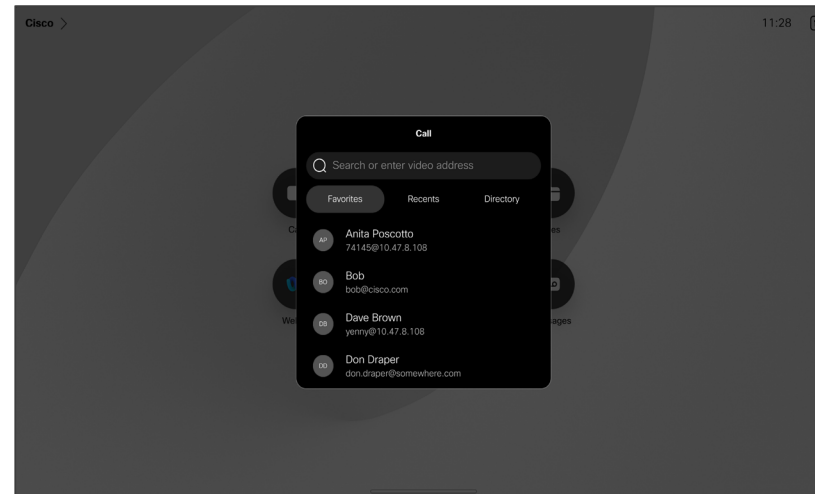 Cisco
11:28
Call
Search or enter video address
Favorites Recents Directory
AP
Anita Poscotto
74145@10.47.8.108
BO
Bob
bob@cisco.com
DB
Dave Brown
yenny@10.47.8.108
DD
Don Draper
don.draper@somewhere.com